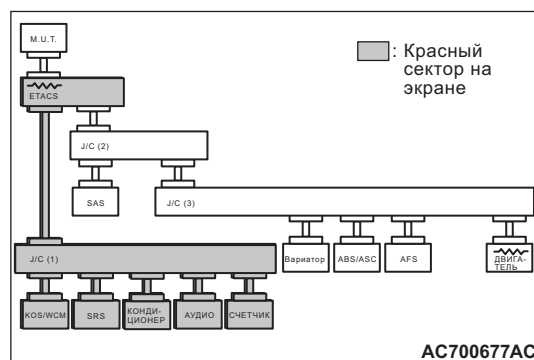 M.U.T.
: Красный
сектор на
экране
ETACS
J/C (2)
SAS
J/C (3)
Вариатор
ABS/ASC
AFS
ДВИГА-
ТЕЛЬ
J/C (1)
KOS/WCM
SRS
КОНДИ-
ЦИОНЕР
АУДИО
СЧЕТЧИК
AC700677AC